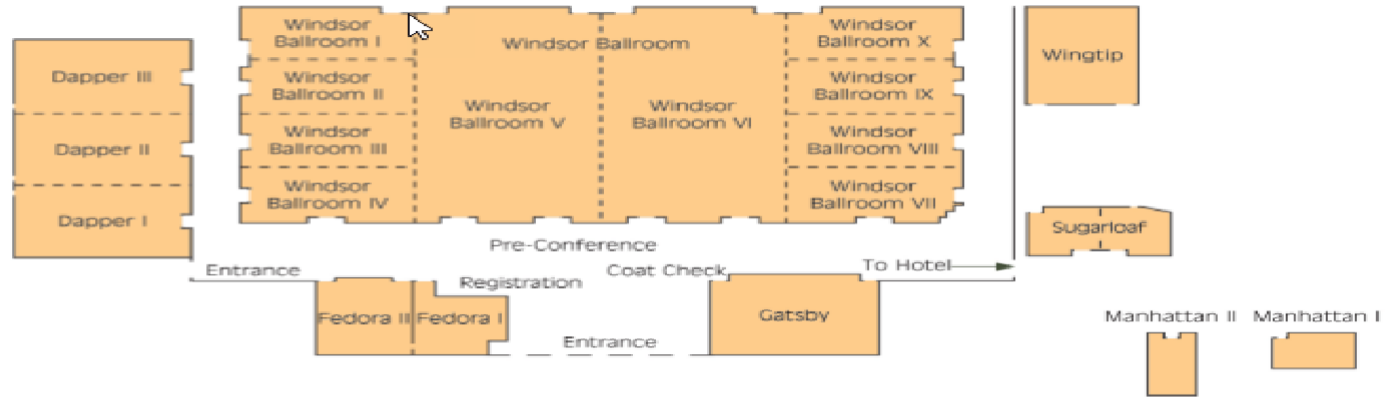 Dapper III
Dapper II
Dapper I
Windsor
Ballroom I
Windsor
Ballroom II
Windsor
Ballroom III
Windsor
Ballroom IV
Windsor Ballroom
Windsor
Ballroom V
Windsor
Ballroom VI
Windsor
Ballroom X
Windsor
Ballroom IX
Windsor
Ballroom VIII
Windsor
Ballroom VII
Wingtip
Sugarloaf
Pre-Conference
Entrance
Coat Check
To Hotel
Registration
Fedora II
Fedora I
Gatsby
Entrance
Manhattan II
Manhattan I